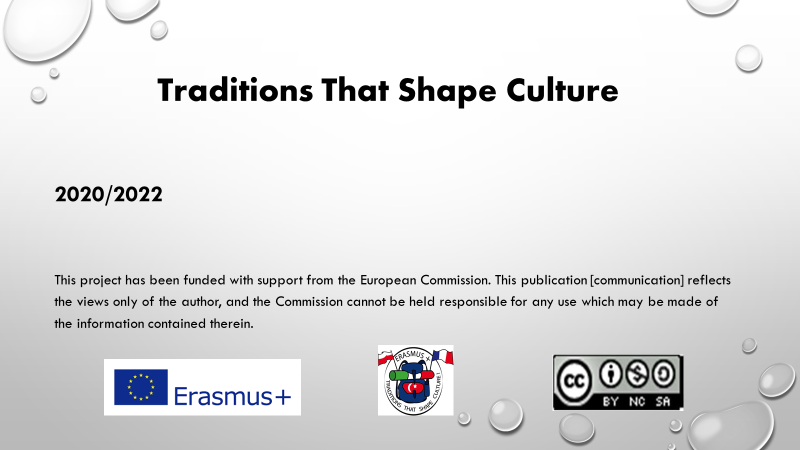 Traditions That Shape Culture
2020/2022
This project has been funded with support from the European Commission. This publication [communication] reflects
the views only of the author, and the Commission cannot be held responsible for any use which may be made of
the information contained therein.
Erasmus+
ERASMUS +
TRADITIONS THAT SHAPE CULTURE!
cc
BY NC SA